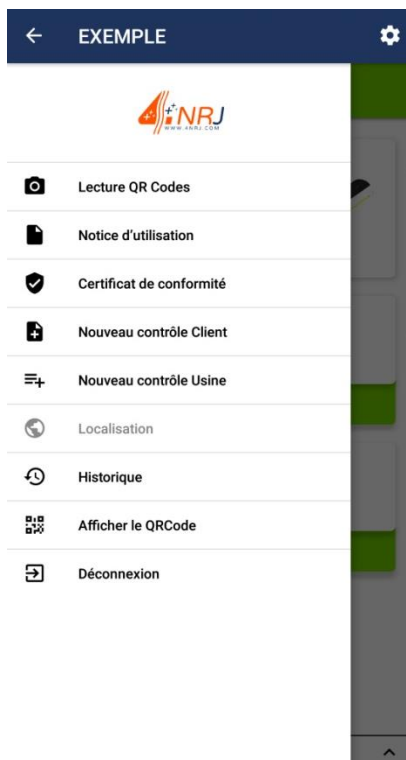 EXEMPLE
4NRJ
WWW.4NRJ.COM
Lecture QR Codes
Notice d'utilisation
Certificat de conformité
Nouveau contrôle Client
Nouveau contrôle Usine
Localisation
Historique
Afficher le QRCode
Déconnexion